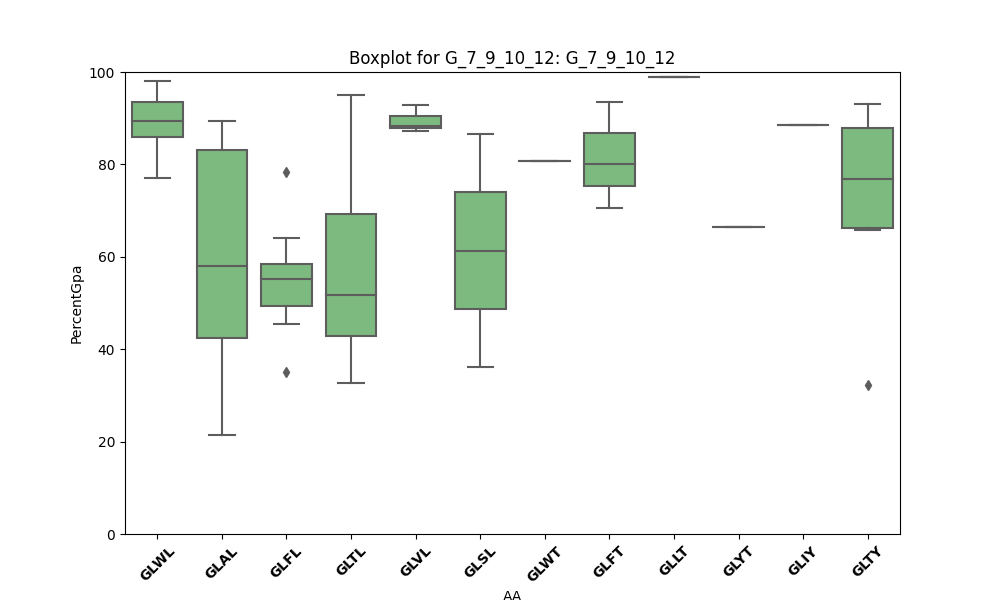 Boxplot for G_7_9_10_12: G_7_9_10_12
100
80
60
40
20
0
PercentGpa
GLWL
GLAL
GLFL
GLTL
GLVL
GLSL
GLWT
GLFT
GLLT
GLYT
GLIY
GLTY
AA